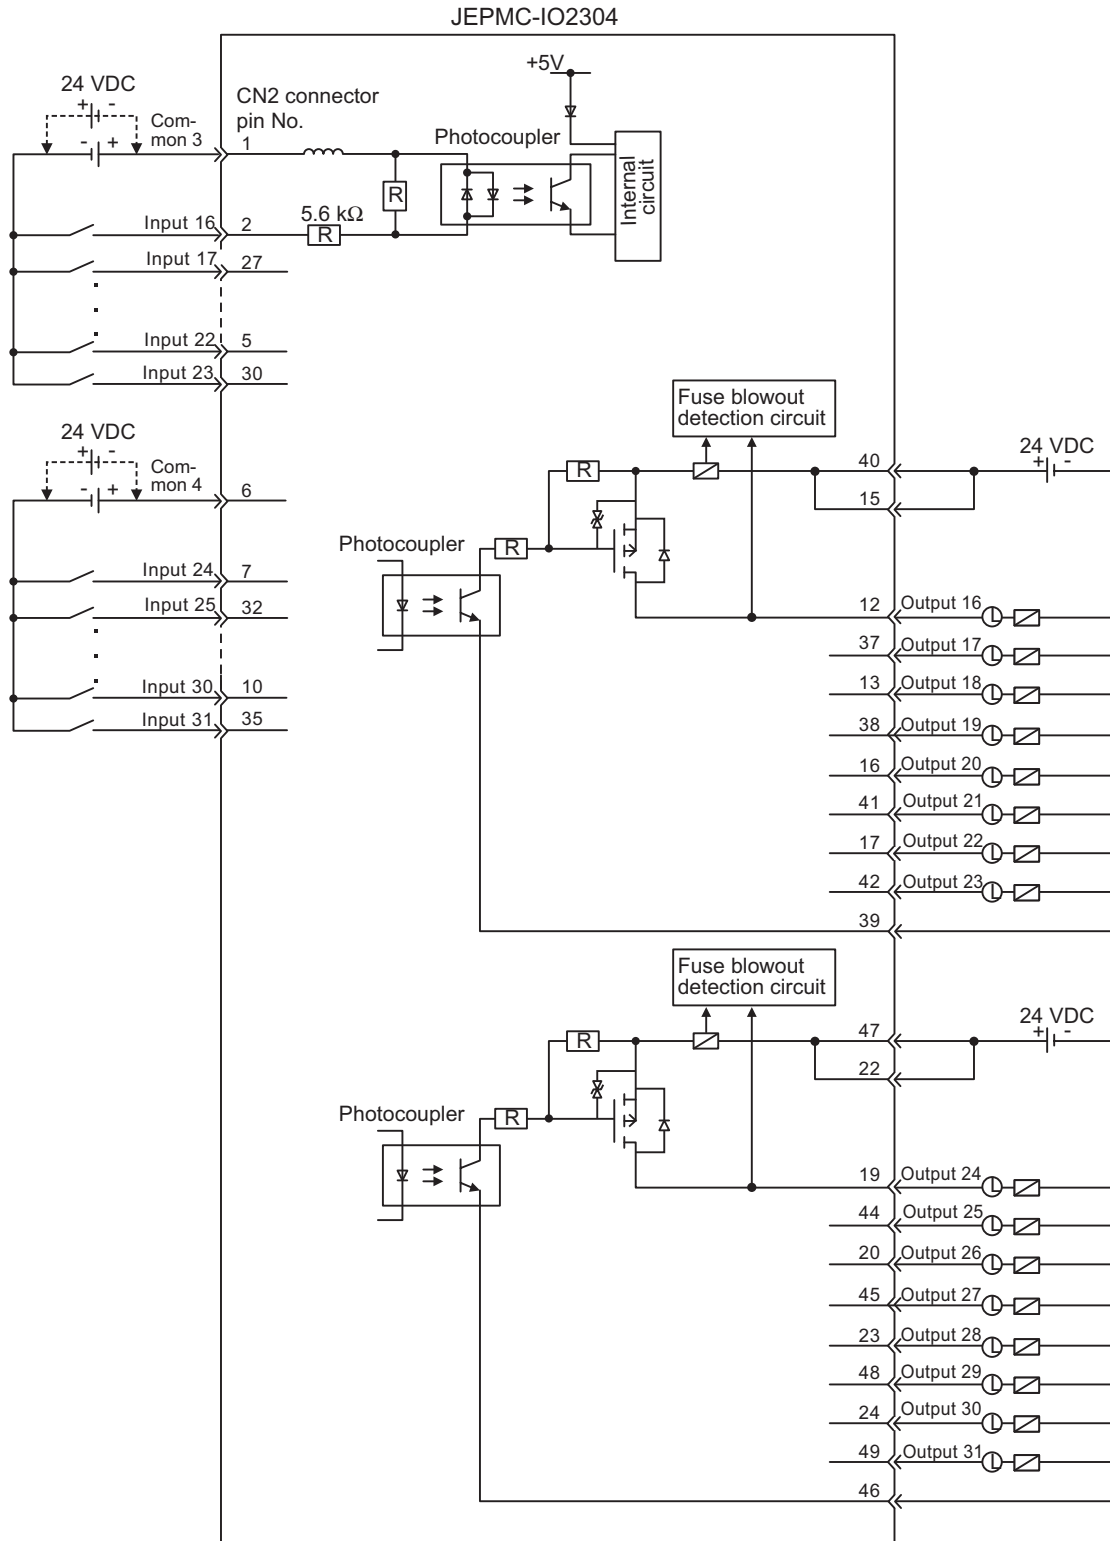 JEPMC-IO2304
+5V
24 VDC
+ -
- +
Com-
mon 3
CN2 connector
pin No.
1
Photocoupler
R
Internal
circuit
5.6 kΩ
R
Input 16 2
Input 17 27
Input 22 5
Input 23 30
24 VDC
+ -
- +
Com-
mon 4
6
Input 24 7
Input 25 32
Input 30 10
Input 31 35
Fuse blowout
detection circuit
24 VDC
+ -
R
40
15
Photocoupler
R
12 Output 16 L
37 Output 17 L
13 Output 18 L
38 Output 19 L
16 Output 20 L
41 Output 21 L
17 Output 22 L
42 Output 23 L
39
Fuse blowout
detection circuit
24 VDC
+ -
R
47
22
Photocoupler
R
19 Output 24 L
44 Output 25 L
20 Output 26 L
45 Output 27 L
23 Output 28 L
48 Output 29 L
24 Output 30 L
49 Output 31 L
46